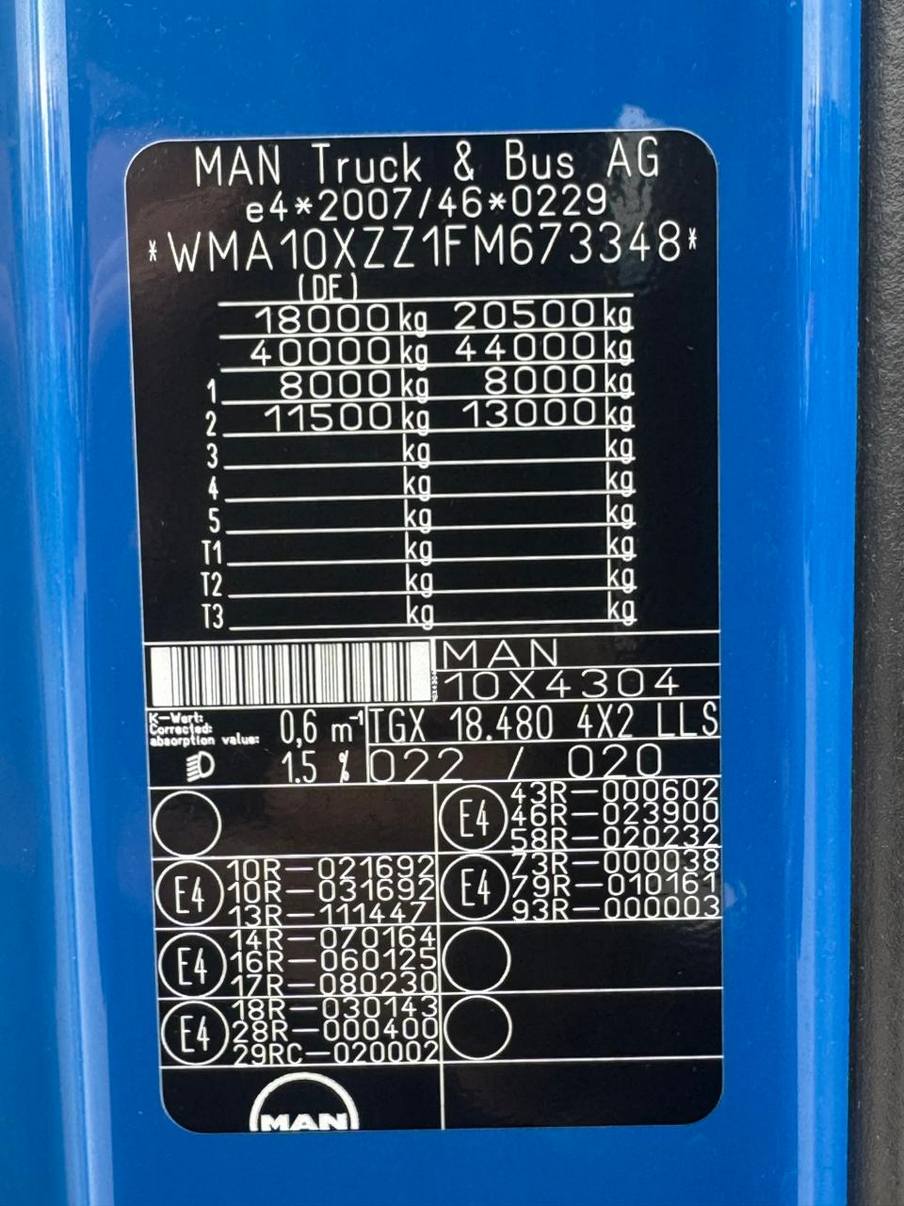 MAN Truck & Bus AG
e4*2007/46*0229
*WMA10XZZ1FM673348*
(DE)
18000 kg 20500 kg
40000 kg 44000 kg
1 8000 kg 8000 kg
2 11500 kg 13000 kg
3 kg kg
4 kg kg
5 kg kg
T1 kg kg
T2 kg kg
T3 kg kg
MAN
10X4304
K-Wert:
Corrected:
absorption value:
0,6 m⁻¹
TGX 18.480 4X2 LLS
1.5 %
022 / 020
E4
10R-021692
10R-031692
13R-111447
E4
14R-070164
16R-060125
17R-080230
E4
18R-030143
28R-000400
29RC-020002
E4
43R-000602
46R-023900
58R-020232
E4
73R-000038
79R-010161
93R-000003
MAN